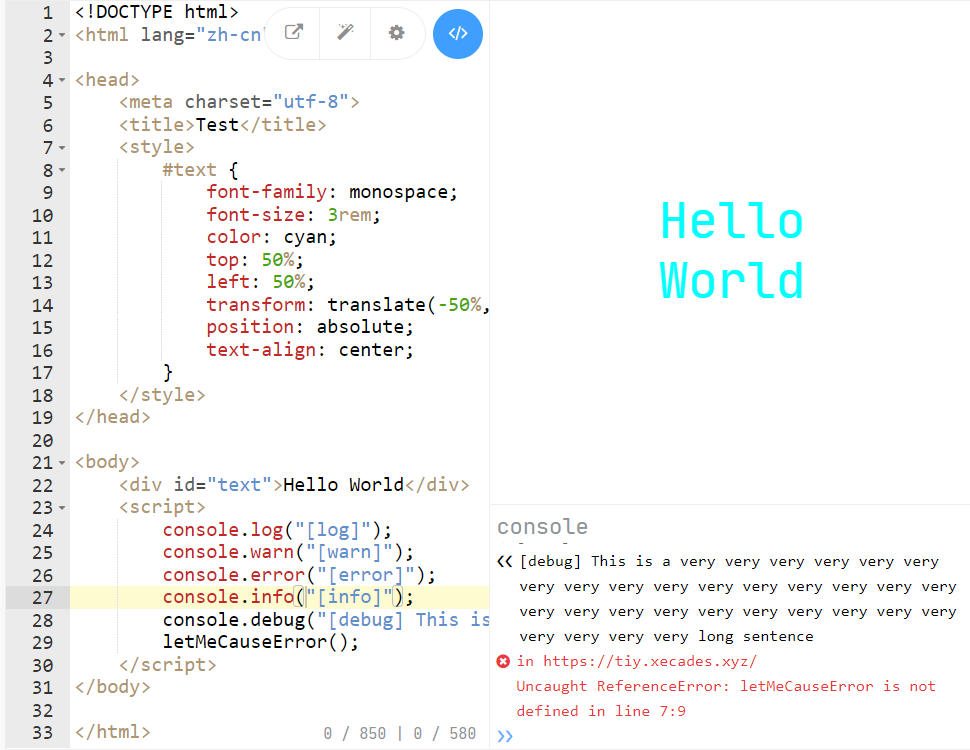 1 <!DOCTYPE html>
2 <html lang="zh-cn'
3
4 <head>
5 <meta charset="utf-8">
6 <title>Test</title>
7 <style>
8 #text {
9 font-family: monospace;
10 font-size: 3rem;
11 color: cyan;
12 top: 50%;
13 left: 50%;
14 transform: translate(-50%,
15 position: absolute;
16 text-align: center;
17 }
18 </style>
19 </head>
20
21 <body>
22 <div id="text">Hello World</div>
23 <script>
24 console.log("[log]");
25 console.warn("[warn]");
26 console.error("[error]");
27 console.info("[info]");
28 console.debug("[debug] This is
29 letMeCauseError();
30 </script>
31 </body>
32
33 </html>
0 / 850 | 0 / 580
Hello
World
console
[debug] This is a very very very very very very
very very very very very very very very very very
very very very very very very very very very very
very very very very long sentence
in https://tiy.xecades.xyz/
Uncaught ReferenceError: letMeCauseError is not
defined in line 7:9